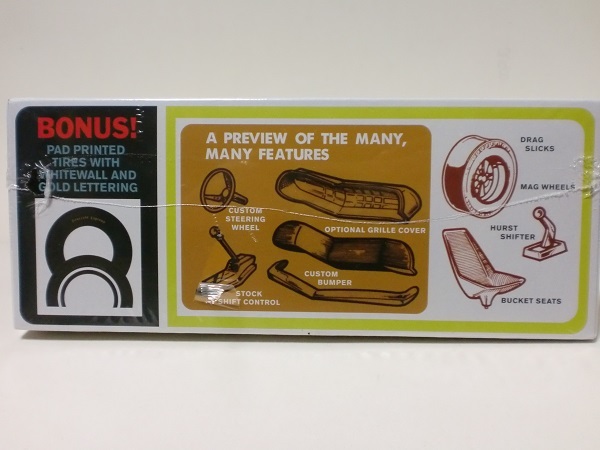 BONUS!
PAD PRINTED
TIRES WITH
WHITEWALL AND
GOLD LETTERING
A PREVIEW OF THE MANY,
MANY FEATURES
CUSTOM
STEERING
WHEEL
OPTIONAL GRILLE COVER
CUSTOM
BUMPER
STOCK
SHIFT CONTROL
DRAG
SLICKS
MAG WHEELS
HURST
SHIFTER
BUCKET SEATS